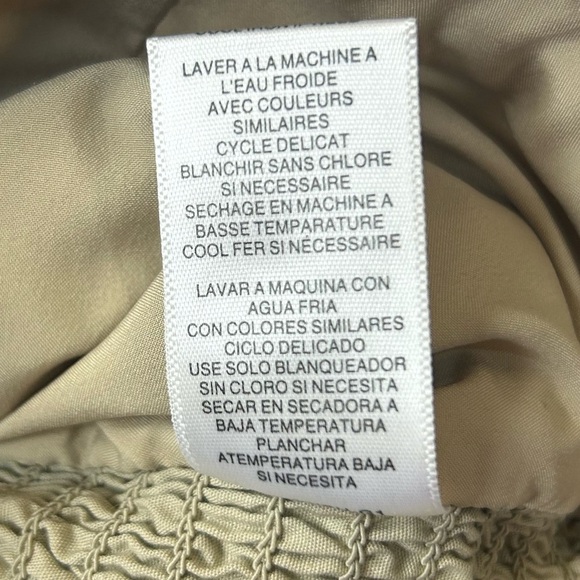 LAVER A LA MACHINE A
L'EAU FROIDE
AVEC COULEURS
SIMILAIRES
CYCLE DELICAT
BLANCHIR SANS CHLORE
SI NECESSAIRE
SECHAGE EN MACHINE A
BASSE TEMPARATURE
COOL FER SI NÉCESSAIRE
LAVAR A MAQUINA CON
AGUA FRIA
CON COLORES SIMILARES
CICLO DELICADO
USE SOLO BLANQUEADOR
SIN CLORO SI NECESITA
SECAR EN SECADORA A
BAJA TEMPERATURA
PLANCHAR
ATEMPERATURA BAJA
SI NECESITA